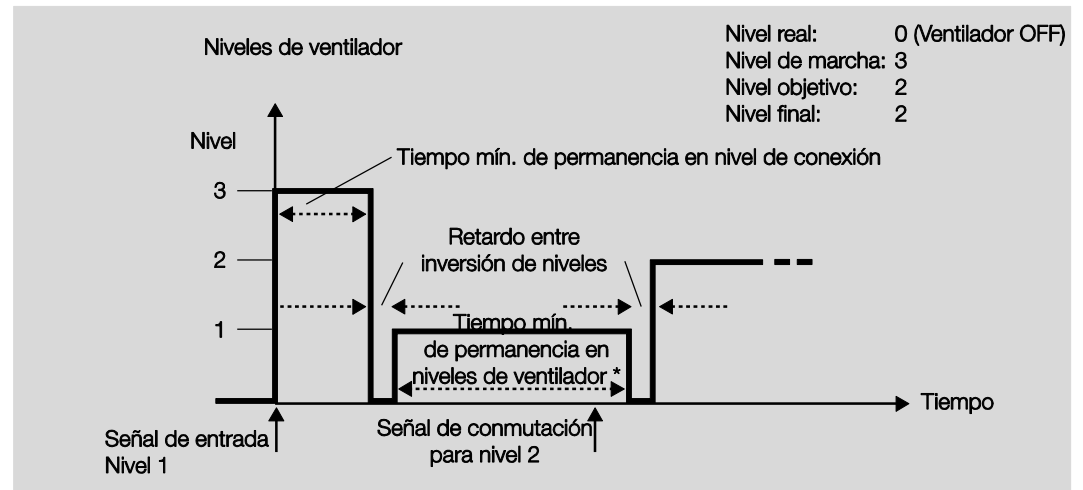 Niveles de ventilador
Nivel real: 0 (Ventilador OFF)
Nivel de marcha: 3
Nivel objetivo: 2
Nivel final: 2
Nivel
Tiempo mín. de permanencia en nivel de conexión
3
2
1
Retardo entre
inversión de niveles
Tiempo mín.
de permanencia en
niveles de ventilador *
Tiempo
Señal de entrada
Nivel 1
Señal de conmutación
para nivel 2